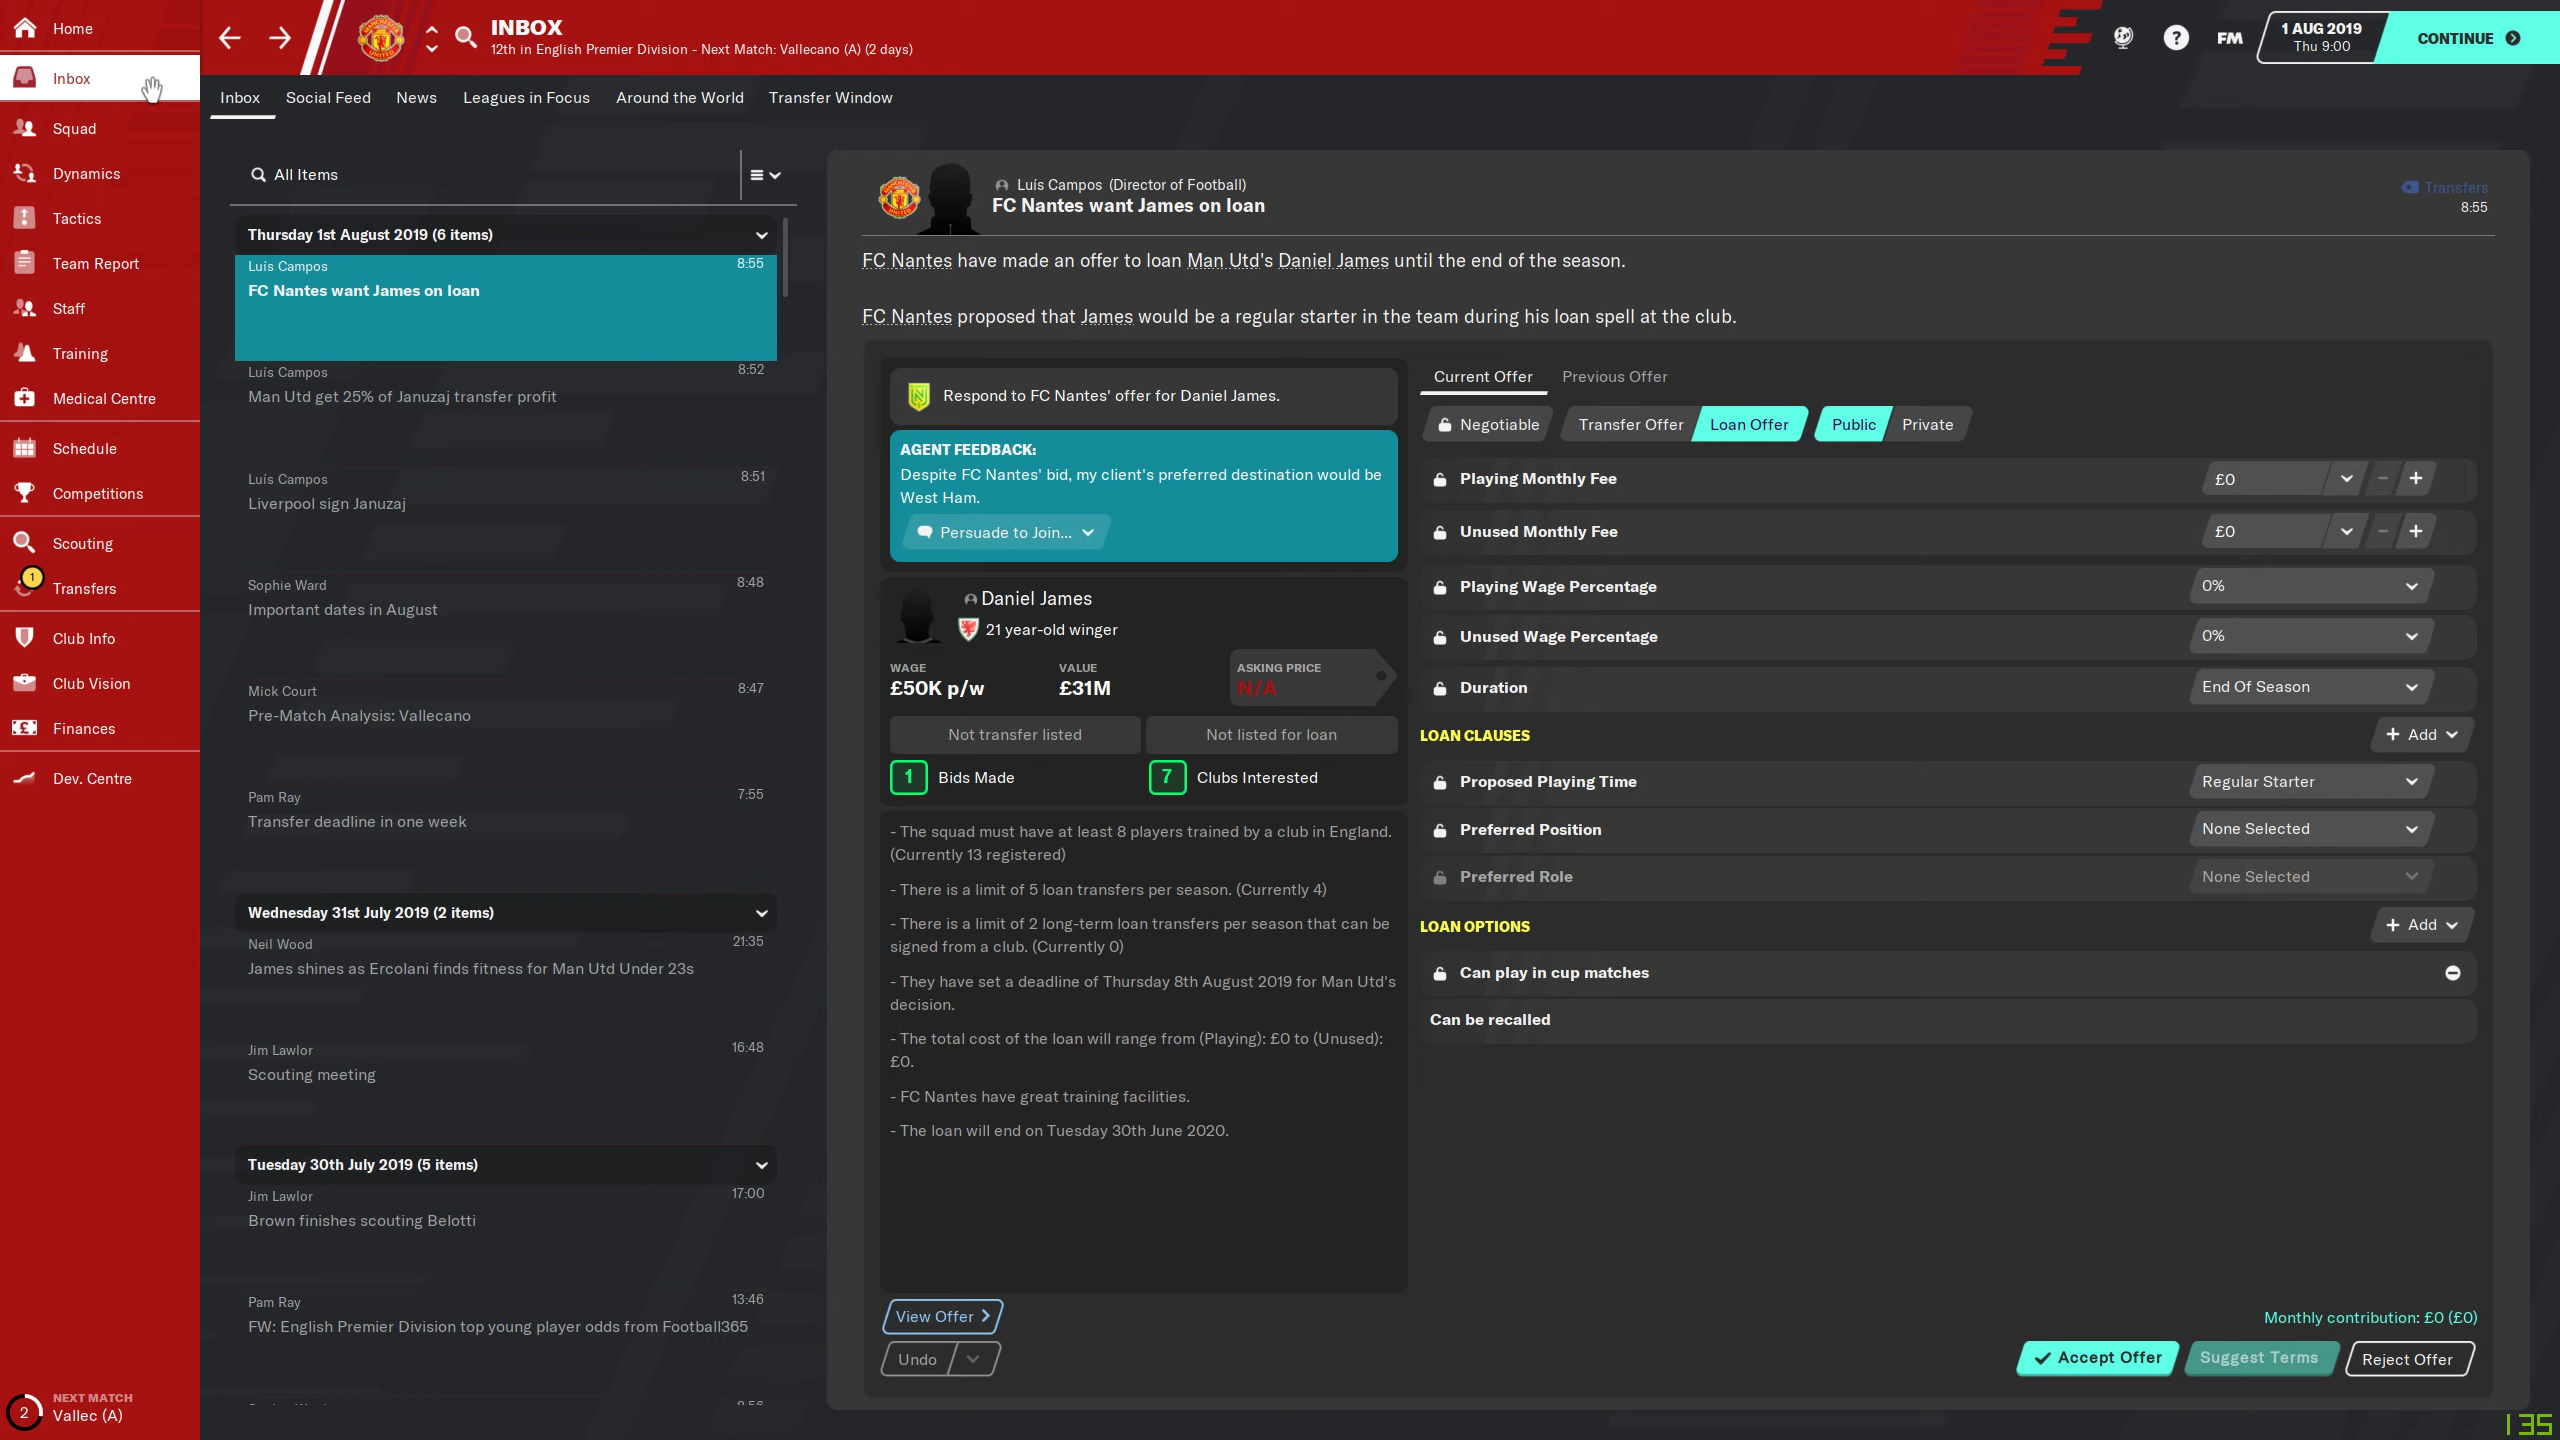 Home
Inbox
Squad
Dynamics
Tactics
Team Report
Staff
Training
Medical Centre
Schedule
Competitions
Scouting
1
Transfers
Club Info
Club Vision
Finances
Dev. Centre
2
NEXT MATCH
Vallec (A)
INBOX
12th in English Premier Division - Next Match: Vallecano (A) (2 days)
FM
1 AUG 2019
Thu 9:00
CONTINUE
Inbox Social Feed News Leagues in Focus Around the World Transfer Window
All Items
Thursday 1st August 2019 (6 items)
Luís Campos 8:55
FC Nantes want James on loan
Luís Campos 8:52
Man Utd get 25% of Januzaj transfer profit
Luís Campos 8:51
Liverpool sign Januzaj
Sophie Ward 8:48
Important dates in August
Mick Court 8:47
Pre-Match Analysis: Vallecano
Pam Ray 7:55
Transfer deadline in one week
Wednesday 31st July 2019 (2 items)
Neil Wood 21:35
James shines as Ercolani finds fitness for Man Utd Under 23s
Jim Lawlor 16:48
Scouting meeting
Tuesday 30th July 2019 (5 items)
Jim Lawlor 17:00
Brown finishes scouting Belotti
Pam Ray 13:46
FW: English Premier Division top young player odds from Football365
Luís Campos (Director of Football)
FC Nantes want James on loan
Transfers
8:55
FC Nantes have made an offer to loan Man Utd's Daniel James until the end of the season.
FC Nantes proposed that James would be a regular starter in the team during his loan spell at the club.
Respond to FC Nantes' offer for Daniel James.
AGENT FEEDBACK:
Despite FC Nantes' bid, my client's preferred destination would be
West Ham.
Persuade to Join...
Daniel James
21 year-old winger
WAGE VALUE ASKING PRICE
£50K p/w £31M N/A
Not transfer listed Not listed for loan
1 Bids Made 7 Clubs Interested
- The squad must have at least 8 players trained by a club in England.
(Currently 13 registered)
- There is a limit of 5 loan transfers per season. (Currently 4)
- There is a limit of 2 long-term loan transfers per season that can be
signed from a club. (Currently 0)
- They have set a deadline of Thursday 8th August 2019 for Man Utd's
decision.
- The total cost of the loan will range from (Playing): £0 to (Unused):
£0.
- FC Nantes have great training facilities.
- The loan will end on Tuesday 30th June 2020.
View Offer
Undo
Current Offer Previous Offer
Negotiable Transfer Offer Loan Offer Public Private
Playing Monthly Fee £0
Unused Monthly Fee £0
Playing Wage Percentage 0%
Unused Wage Percentage 0%
Duration End Of Season
LOAN CLAUSES + Add
Proposed Playing Time Regular Starter
Preferred Position None Selected
Preferred Role None Selected
LOAN OPTIONS + Add
Can play in cup matches
Can be recalled
Monthly contribution: £0 (£0)
Accept Offer Suggest Terms Reject Offer
135